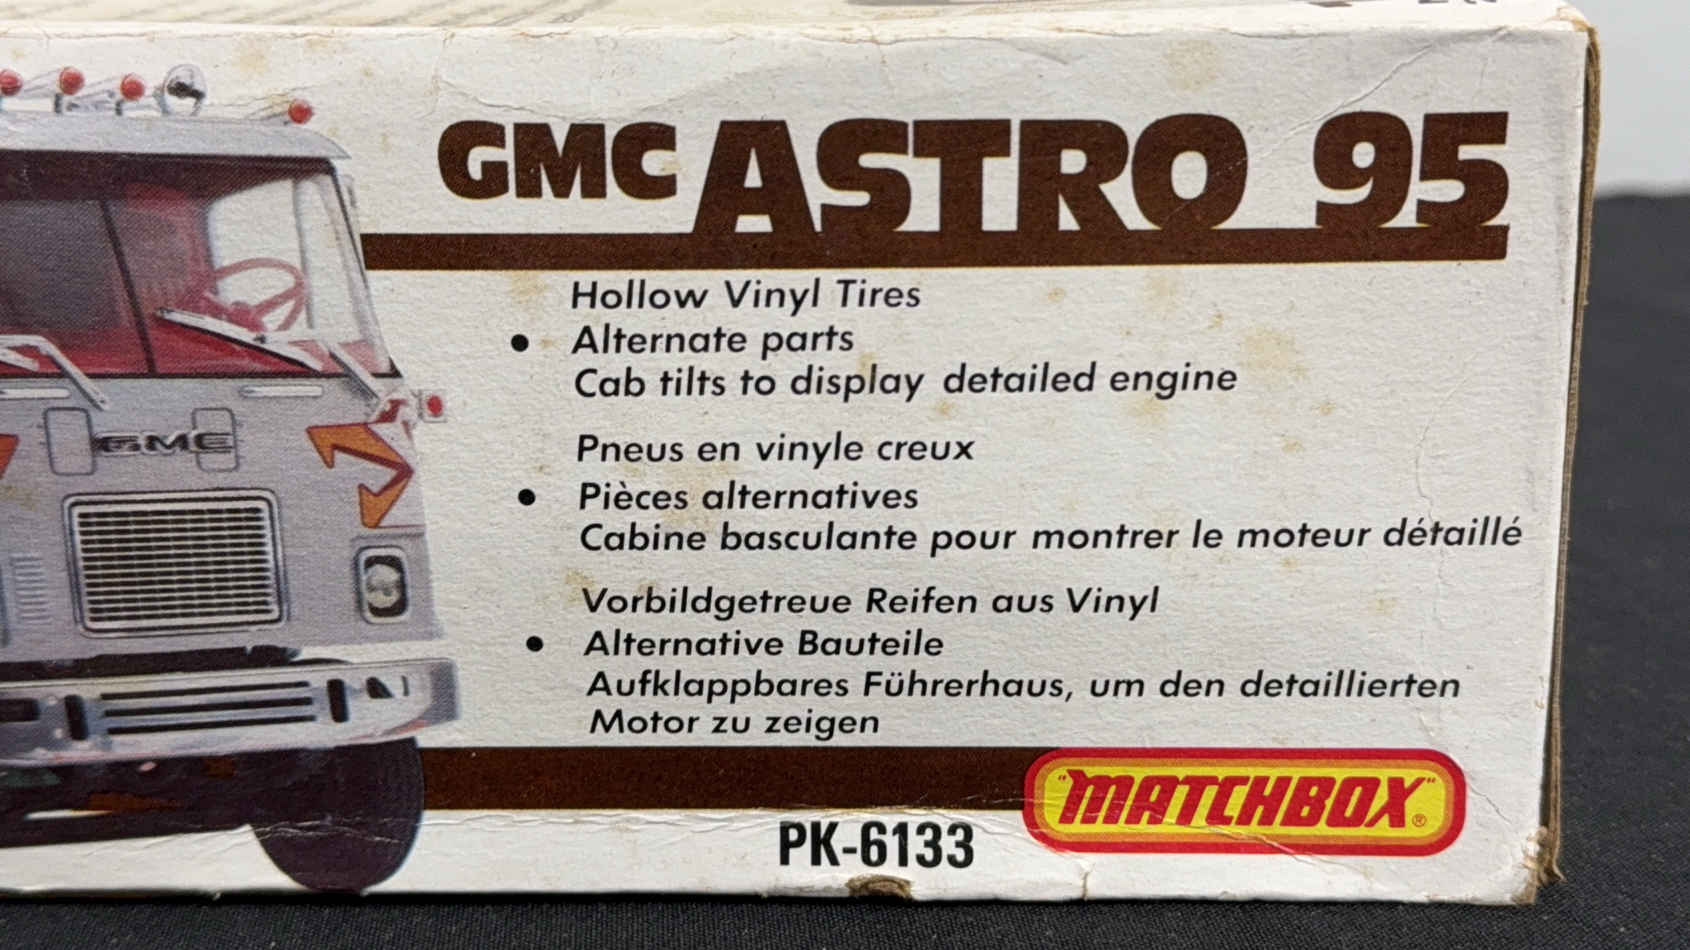 GMC ASTRO 95
Hollow Vinyl Tires
• Alternate parts
Cab tilts to display detailed engine
Pneus en vinyle creux
• Pièces alternatives
Cabine basculante pour montrer le moteur détaillé
Vorbildgetreue Reifen aus Vinyl
• Alternative Bauteile
Aufklappbares Führerhaus, um den detaillierten
Motor zu zeigen
GMC
"MATCHBOX"®
PK-6133